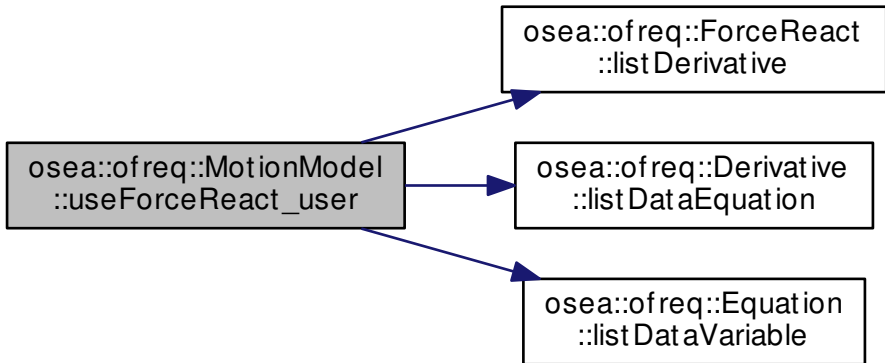 osea::ofreq::ForceReact
::listDerivative
osea::ofreq::MotionModel
::useForceReact_user
osea::ofreq::Derivative
::listDataEquation
osea::ofreq::Equation
::listDataVariable